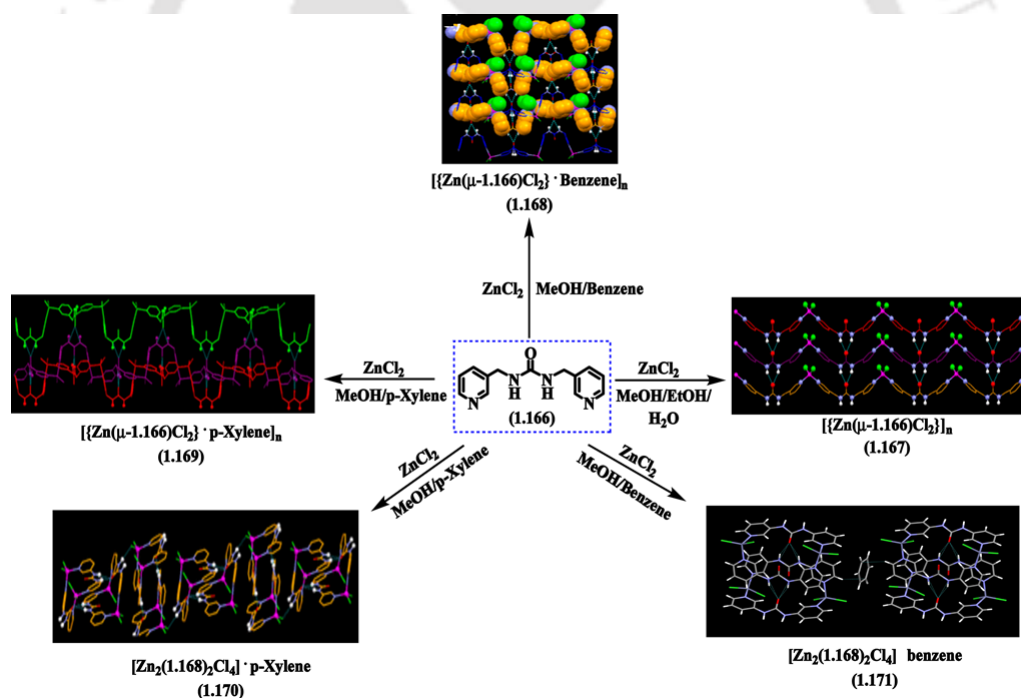 [{Zn(μ-1.166)Cl₂} · Benzene]ₙ
(1.168)
ZnCl₂ MeOH/Benzene
ZnCl₂
MeOH/p-Xylene
O
N N
H H
N N
(1.166)
ZnCl₂
MeOH/EtOH/
H₂O
[{Zn(μ-1.166)Cl₂} · p-Xylene]ₙ
(1.169)
[{Zn(μ-1.166)Cl₂}]ₙ
(1.167)
ZnCl₂
MeOH/p-Xylene
ZnCl₂
MeOH/Benzene
[Zn₂(1.168)₂Cl₄] · p-Xylene
(1.170)
[Zn₂(1.168)₂Cl₄] benzene
(1.171)